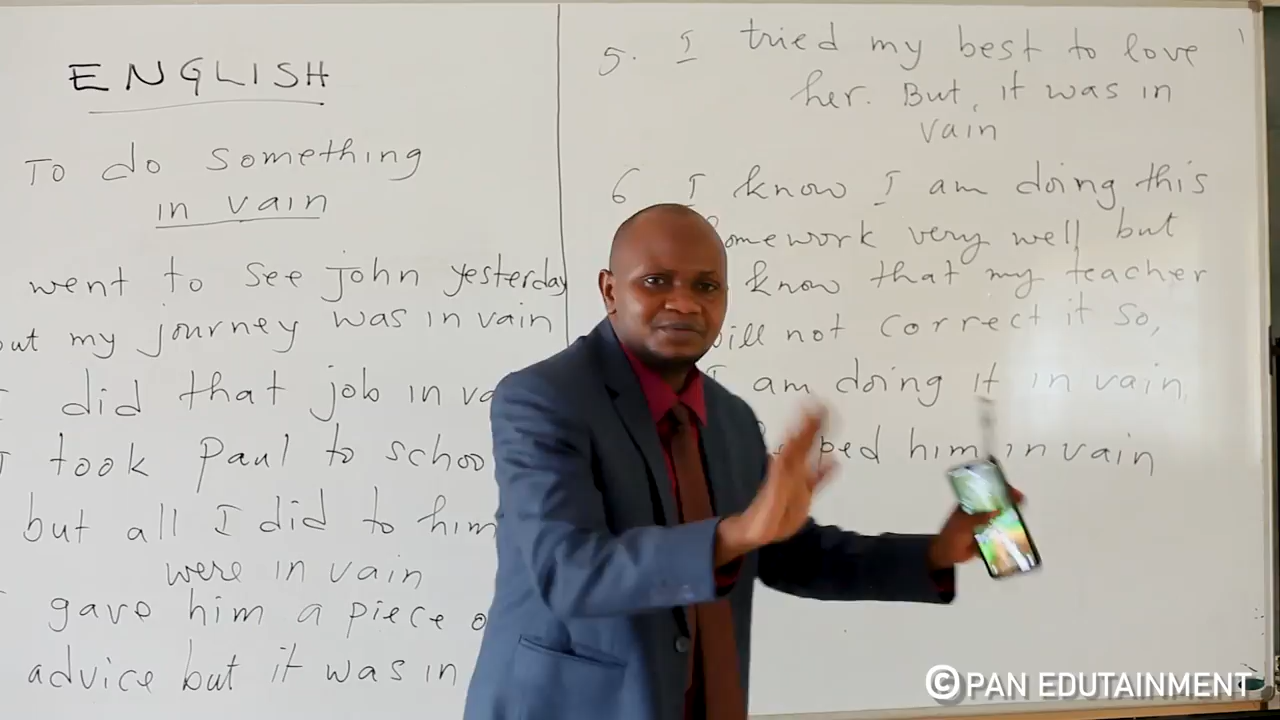 ENGLISH
To do something
in vain
went to see john yesterday
but my journey was in vain
I did that job in
I took Paul to
but all I did to him
were in vain
gave him a piece
advice but it was in
5. I tried my best to love
her. But, it was in
vain
6 I know I am doing this
homework very well but
know that my teacher
will not correct it so,
I am doing it in vain,
him in vain
©PAN EDUTAINMENT